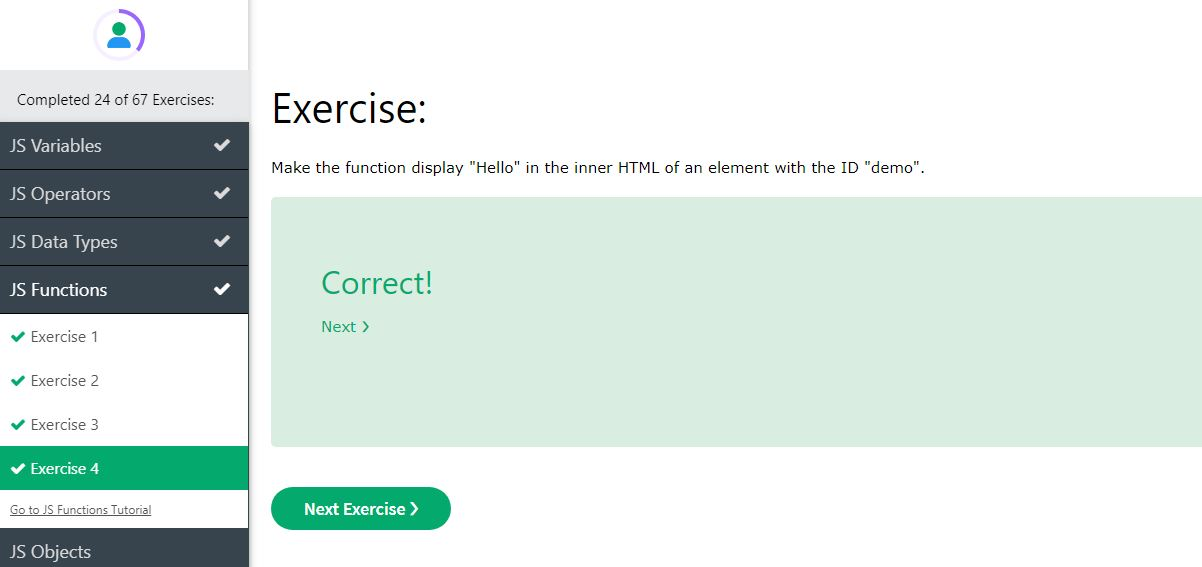 Completed 24 of 67 Exercises:
JS Variables
JS Operators
JS Data Types
JS Functions
Exercise 1
Exercise 2
Exercise 3
Exercise 4
Go to JS Functions Tutorial
JS Objects
Exercise:
Make the function display "Hello" in the inner HTML of an element with the ID "demo".
Correct!
Next ❯
Next Exercise ❯